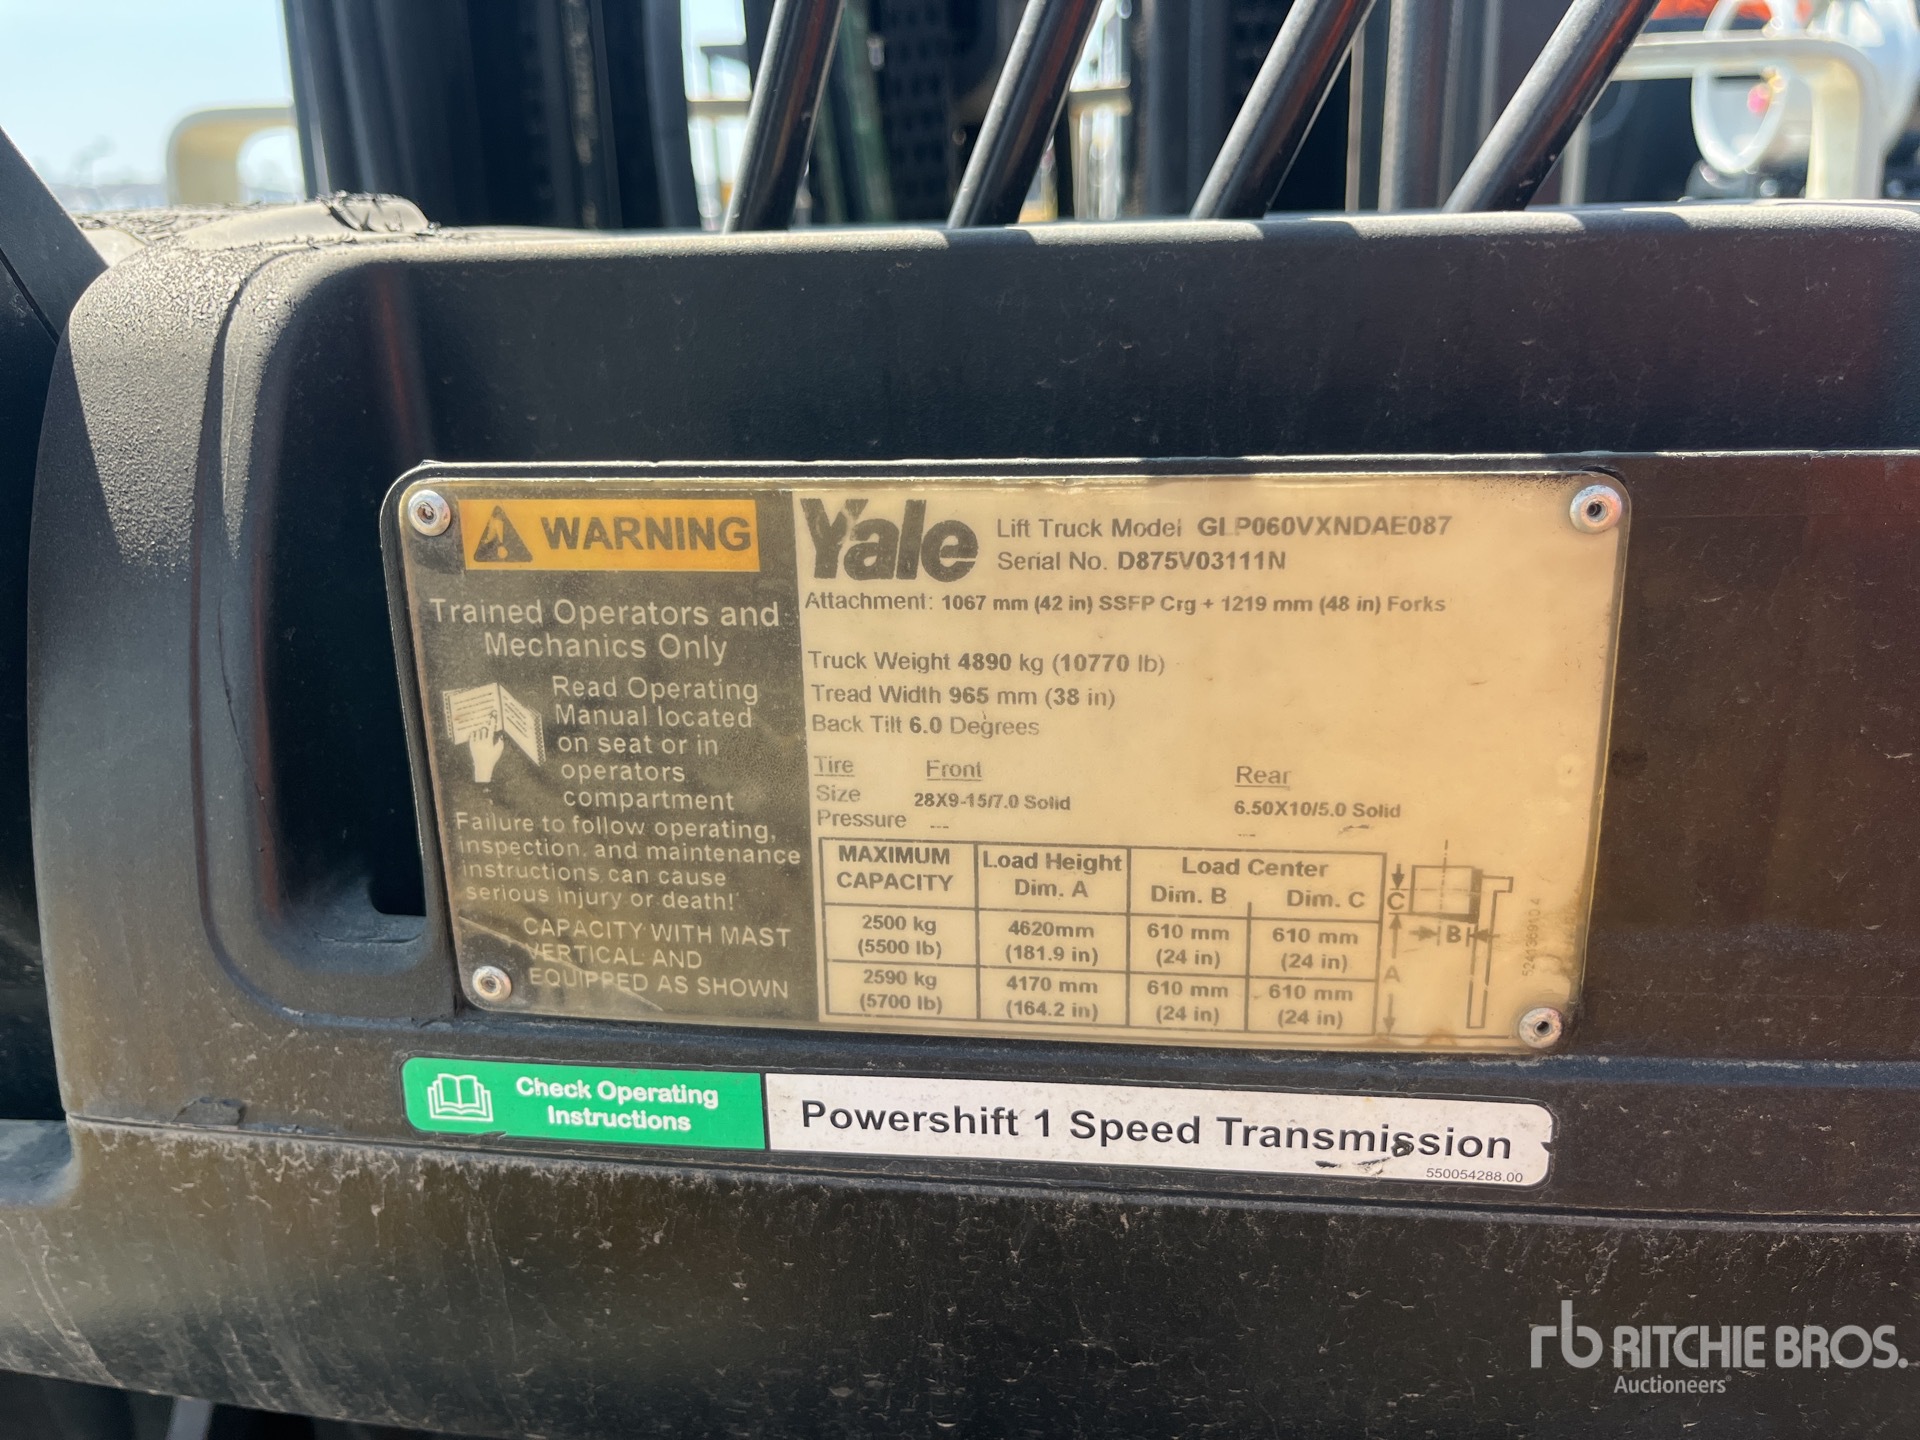 WARNING
Trained Operators and
Mechanics Only
Read Operating
Manual located
on seat or in
operators
compartment
Failure to follow operating,
inspection, and maintenance
instructions can cause
serious injury or death!
CAPACITY WITH MAST
VERTICAL AND
EQUIPPED AS SHOWN
Yale
Lift Truck Model GLP060VXNDAE087
Serial No. D875V03111N
Attachment: 1067 mm (42 in) SSFP Crg + 1219 mm (48 in) Forks
Truck Weight 4890 kg (10770 lb)
Tread Width 965 mm (38 in)
Back Tilt 6.0 Degrees
Tire Front Rear
Size 28X9-15/7.0 Solid 6.50X10/5.0 Solid
Pressure --- ---
MAXIMUM CAPACITY Load Height Dim. A Load Center Dim. B Dim. C
2500 kg 4620mm 610 mm 610 mm
(5500 lb) (181.9 in) (24 in) (24 in)
2590 kg 4170 mm 610 mm 610 mm
(5700 lb) (164.2 in) (24 in) (24 in)
C
B
A
Check Operating
Instructions
Powershift 1 Speed Transmission
550054288.00
rb RITCHIE BROS.
Auctioneers